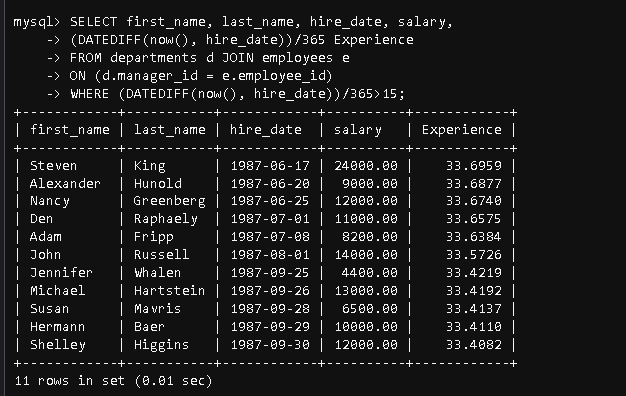 mysql> SELECT first_name, last_name, hire_date, salary,
    -> (DATEDIFF(now(), hire_date))/365 Experience
    -> FROM departments d JOIN employees e
    -> ON (d.manager_id = e.employee_id)
    -> WHERE (DATEDIFF(now(), hire_date))/365>15;
+------------+-----------+------------+----------+------------+
| first_name | last_name | hire_date  | salary   | Experience |
+------------+-----------+------------+----------+------------+
| Steven     | King      | 1987-06-17 | 24000.00 |    33.6959 |
| Alexander  | Hunold    | 1987-06-20 |  9000.00 |    33.6877 |
| Nancy      | Greenberg | 1987-06-25 | 12000.00 |    33.6740 |
| Den        | Raphaely  | 1987-07-01 | 11000.00 |    33.6575 |
| Adam       | Fripp     | 1987-07-08 |  8200.00 |    33.6384 |
| John       | Russell   | 1987-08-01 | 14000.00 |    33.5726 |
| Jennifer   | Whalen    | 1987-09-25 |  4400.00 |    33.4219 |
| Michael    | Hartstein | 1987-09-26 | 13000.00 |    33.4192 |
| Susan      | Mavris    | 1987-09-28 |  6500.00 |    33.4137 |
| Hermann    | Baer      | 1987-09-29 | 10000.00 |    33.4110 |
| Shelley    | Higgins   | 1987-09-30 | 12000.00 |    33.4082 |
+------------+-----------+------------+----------+------------+
11 rows in set (0.01 sec)